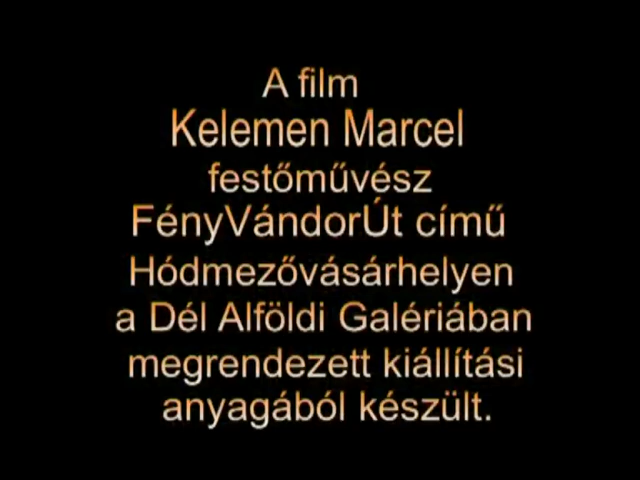 A film
Kelemen Marcel
festőművész
FényVándorÚt című
Hódmezővásárhelyen
a Dél Alföldi Galériában
megrendezett kiállítási
anyagából készült.